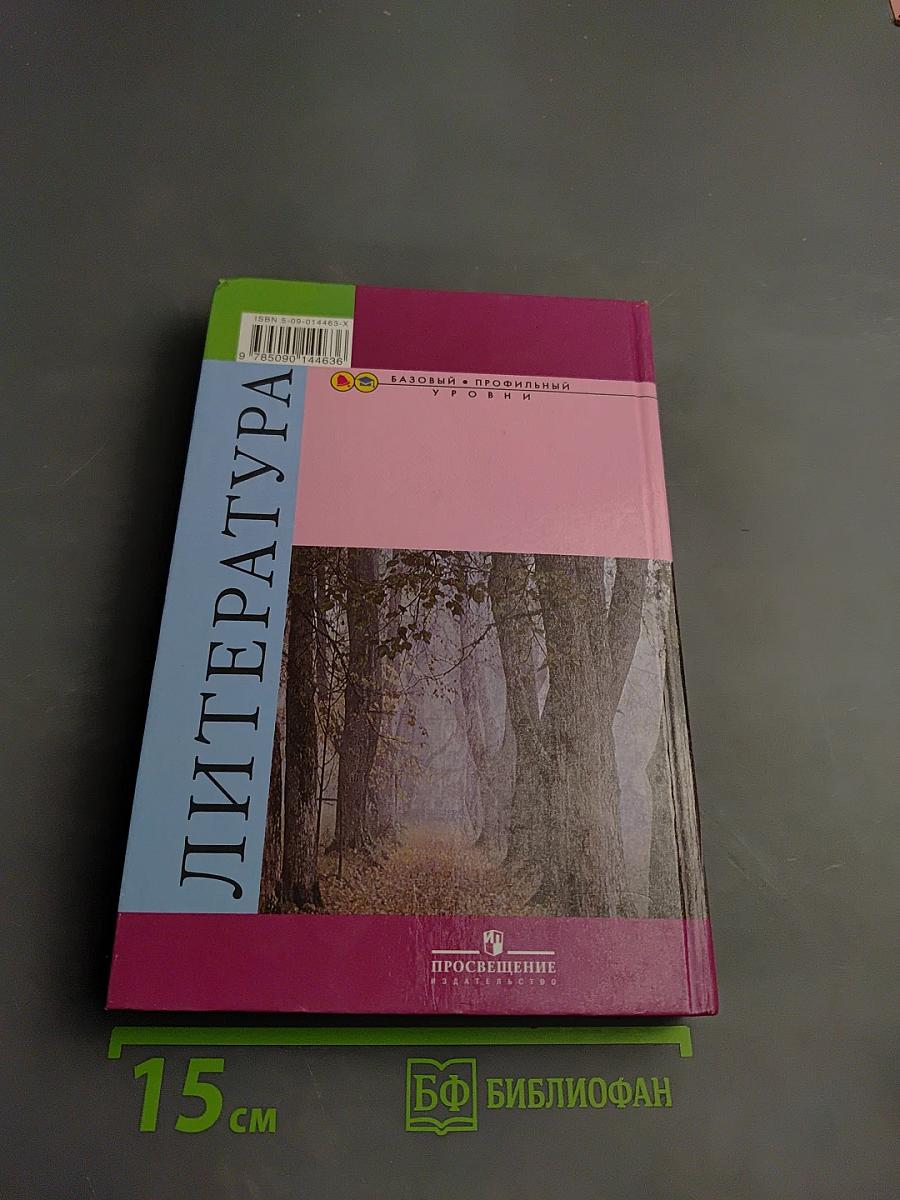 ISBN 5-09-014463-X
9 785090 144636
БАЗОВЫЙ • ПРОФИЛЬНЫЙ
УРОВНИ
ЛИТЕРАТУРА
ПРОСВЕЩЕНИЕ
ИЗДАТЕЛЬСТВО
15 см
БФ БИБЛИОФАН